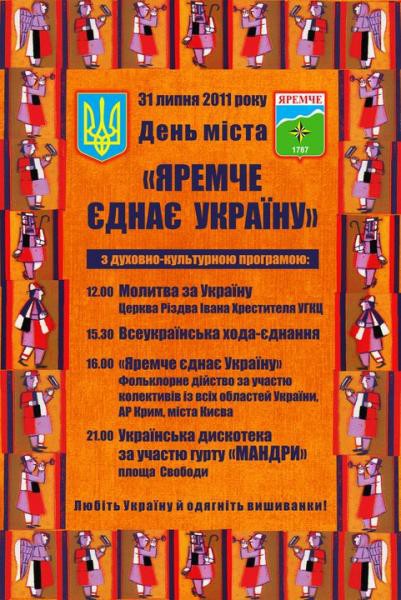 31 липня 2011 року
День міста
ЯРЕМЧЕ
1787
«ЯРЕМЧЕ
ЄДНАЄ УКРАЇНУ»
з духовно-культурною програмою:
12.00 Молитва за Україну
Церква Різдва Івана Хрестителя УГКЦ
15.30 Всеукраїнська хода-єднання
16.00 «Яремче єднає Україну»
Фольклорне дійство за участю
колективів із всіх областей України,
АР Крим, міста Києва
21.00 Українська дискотека
за участю гурту «МАНДРИ»
площа Свободи
Любіть Україну й одягніть вишиванки!